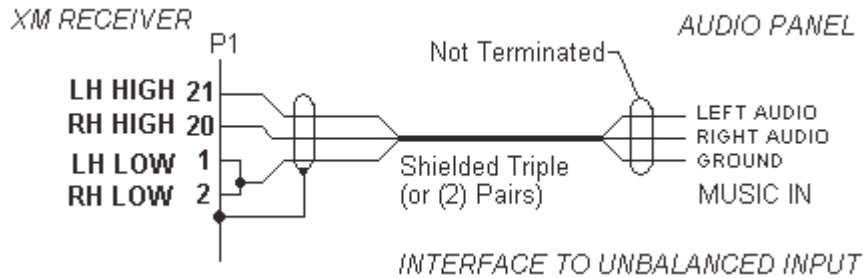 XM RECEIVER
AUDIO PANEL
P1
Not Terminated
LH HIGH 21
RH HIGH 20
LH LOW 1
RH LOW 2
LEFT AUDIO
RIGHT AUDIO
GROUND
Shielded Triple
(or (2) Pairs)
MUSIC IN
INTERFACE TO UNBALANCED INPUT